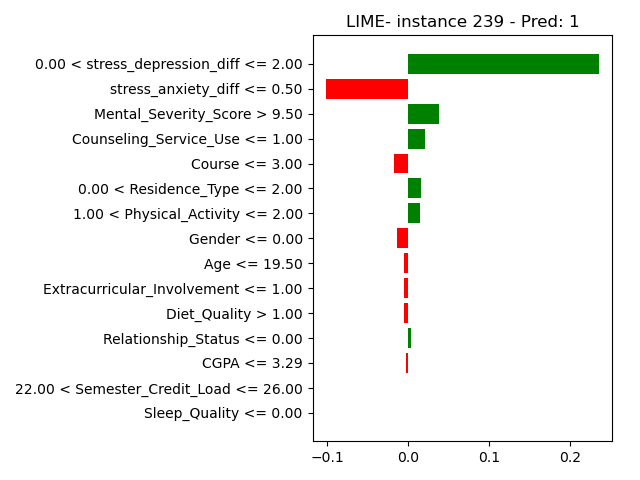 LIME- instance 239 - Pred: 1
0.00 < stress_depression_diff <= 2.00
stress_anxiety_diff <= 0.50
Mental_Severity_Score > 9.50
Counseling_Service_Use <= 1.00
Course <= 3.00
0.00 < Residence_Type <= 2.00
1.00 < Physical_Activity <= 2.00
Gender <= 0.00
Age <= 19.50
Extracurricular_Involvement <= 1.00
Diet_Quality > 1.00
Relationship_Status <= 0.00
CGPA <= 3.29
22.00 < Semester_Credit_Load <= 26.00
Sleep_Quality <= 0.00
−0.1 0.0 0.1 0.2